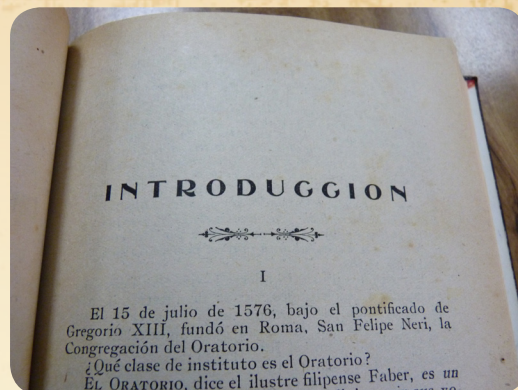 INTRODUCCION
I
El 15 de julio de 1576, bajo el pontificado de
Gregorio XIII, fundó en Roma, San Felipe Neri, la
Congregación del Oratorio.
¿Qué clase de instituto es el Oratorio?
EL ORATORIO, dice el ilustre filipense Faber, es un